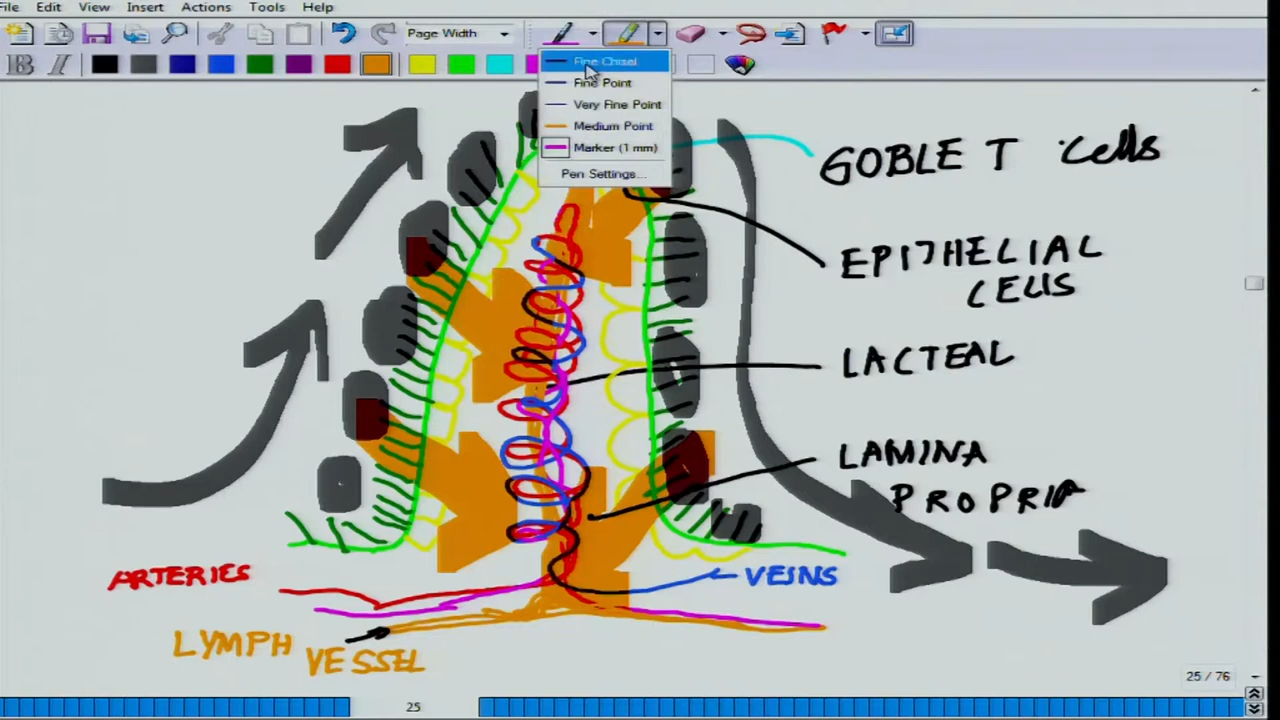 File Edit View Insert Actions Tools Help
Page Width
B I
Fine Chisel
Fine Point
Very Fine Point
Medium Point
Marker (1 mm)
Pen Settings...
GOBLET cells
EPITHELIAL
CELLS
LACTEAL
LAMINA
PROPRIA
ARTERIES
VEINS
LYMPH VESSEL
25 / 76
25